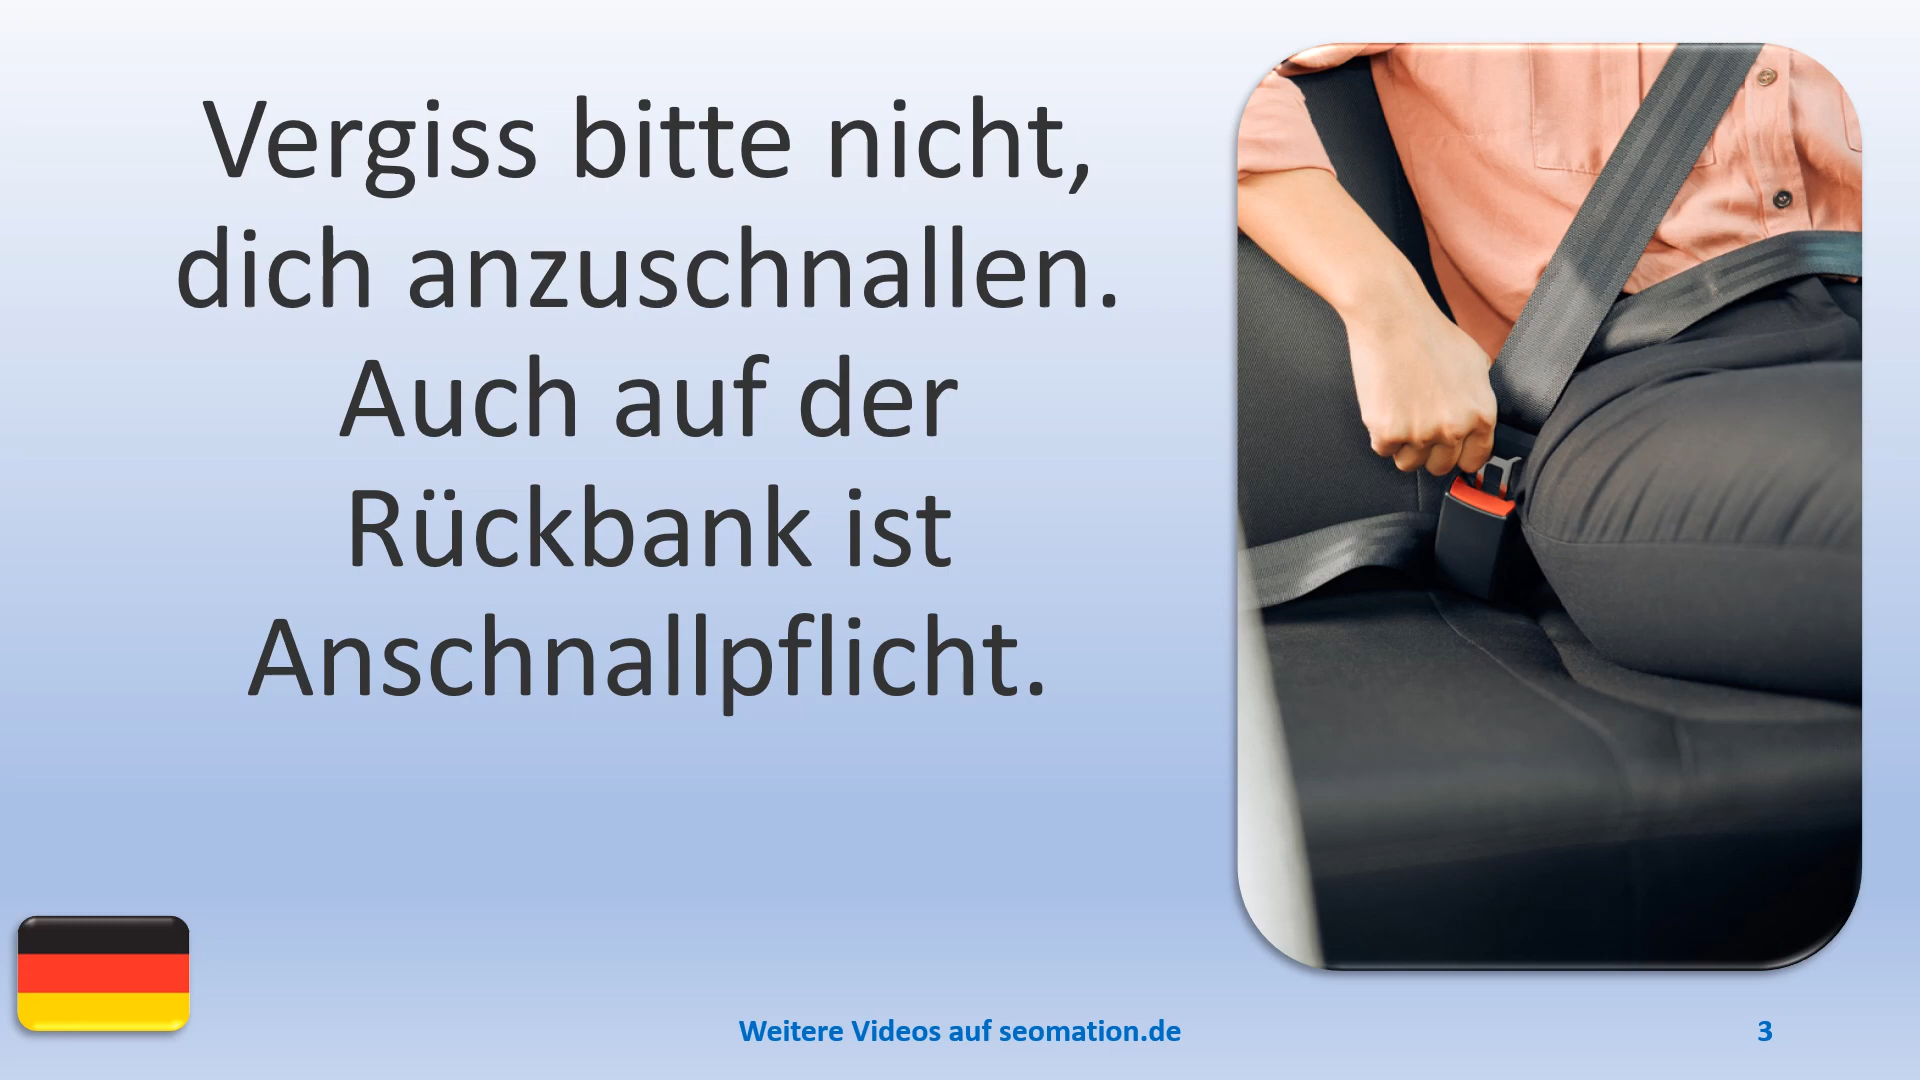 Vergiss bitte nicht,
dich anzuschnallen.
Auch auf der
Rückbank ist
Anschnallpflicht.
Weitere Videos auf seomation.de
3